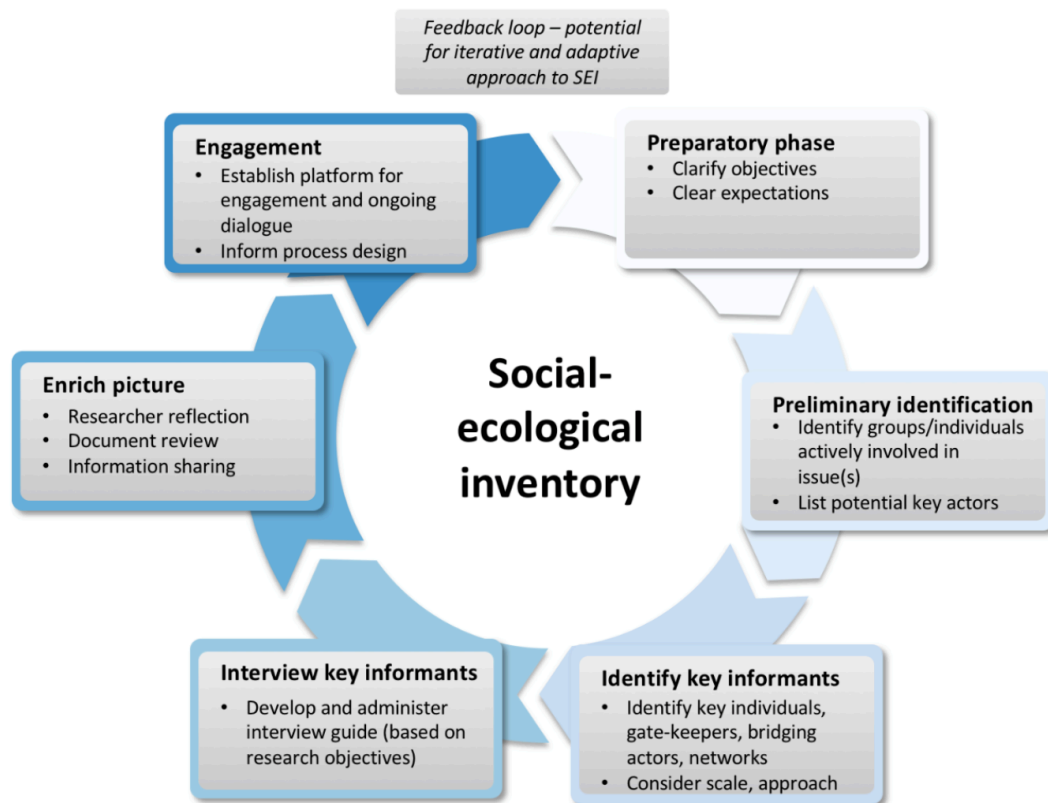 Feedback loop – potential
for iterative and adaptive
approach to SEI
Engagement
• Establish platform for
engagement and ongoing
dialogue
• Inform process design
Preparatory phase
• Clarify objectives
• Clear expectations
Enrich picture
• Researcher reflection
• Document review
• Information sharing
Social-
ecological
inventory
Preliminary identification
• Identify groups/individuals
actively involved in
issue(s)
• List potential key actors
Interview key informants
• Develop and administer
interview guide (based on
research objectives)
Identify key informants
• Identify key individuals,
gate-keepers, bridging
actors, networks
• Consider scale, approach